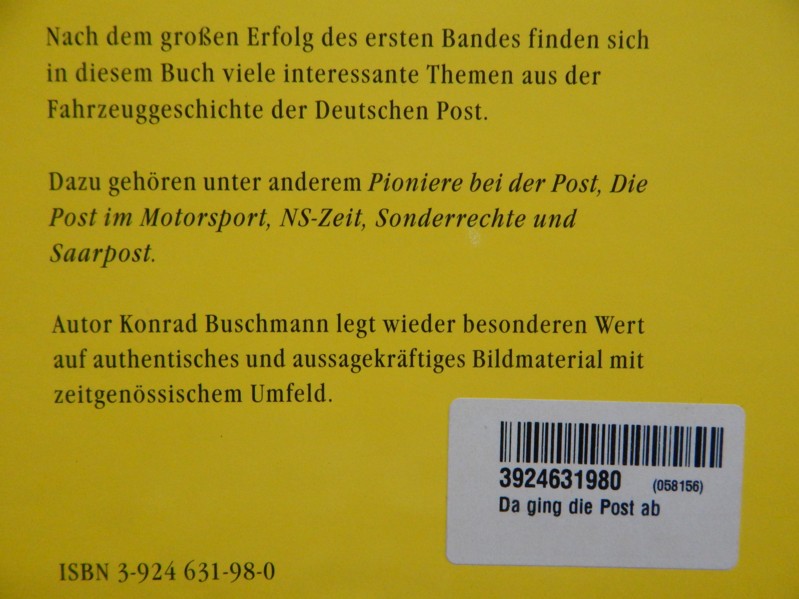 Nach dem großen Erfolg des ersten Bandes finden sich
in diesem Buch viele interessante Themen aus der
Fahrzeuggeschichte der Deutschen Post.
Dazu gehören unter anderem Pioniere bei der Post, Die
Post im Motorsport, NS-Zeit, Sonderrechte und
Saarpost.
Autor Konrad Buschmann legt wieder besonderen Wert
auf authentisches und aussagekräftiges Bildmaterial mit
zeitgenössischem Umfeld.
3924631980 (058156)
Da ging die Post ab
ISBN 3-924 631-98-0